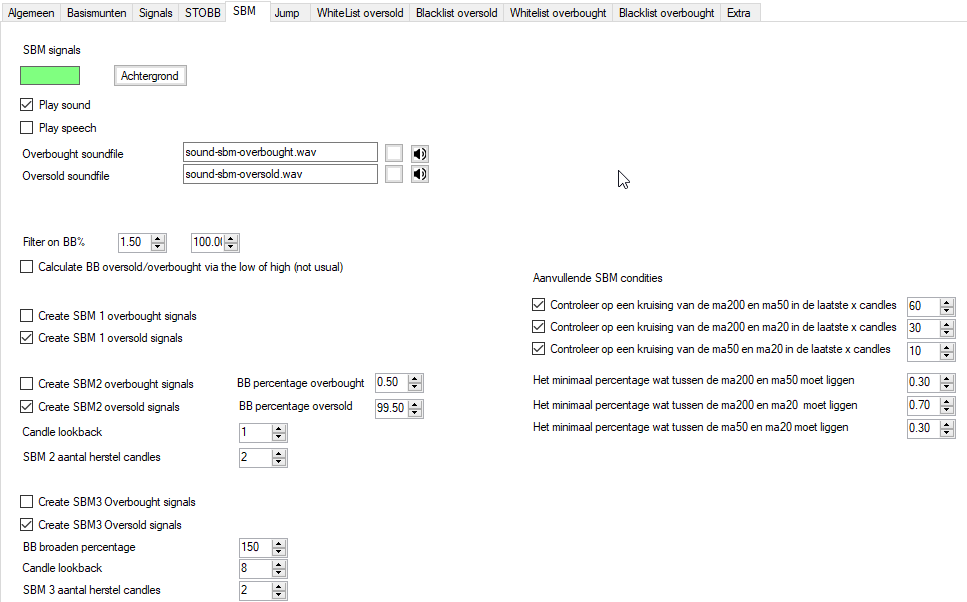 Algemeen Basismunten Signals STOBB SBM Jump WhiteList oversold Blacklist oversold Whitelist overbought Blacklist overbought Extra
SBM signals
Achtergrond
Play sound
Play speech
Overbought soundfile sound-sbm-overbought.wav
Oversold soundfile sound-sbm-oversold.wav
Filter on BB% 1.50 100.00
Calculate BB oversold/overbought via the low of high (not usual)
Create SBM 1 overbought signals
Create SBM 1 oversold signals
Create SBM2 overbought signals BB percentage overbought 0.50
Create SBM2 oversold signals BB percentage oversold 99.50
Candle lookback 1
SBM 2 aantal herstel candles 2
Create SBM3 Overbought signals
Create SBM3 Oversold signals
BB broaden percentage 150
Candle lookback 8
SBM 3 aantal herstel candles 2
Aanvullende SBM condities
Controleer op een kruising van de ma200 en ma50 in de laatste x candles 60
Controleer op een kruising van de ma200 en ma20 in de laatste x candles 30
Controleer op een kruising van de ma50 en ma20 in de laatste x candles 10
Het minimaal percentage wat tussen de ma200 en ma50 moet liggen 0.30
Het minimaal percentage wat tussen de ma200 en ma20 moet liggen 0.70
Het minimaal percentage wat tussen de ma50 en ma20 moet liggen 0.30